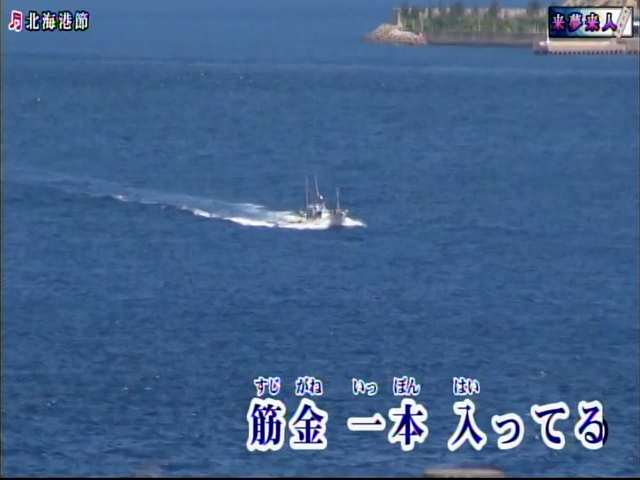 ♬北海港節
来夢来人
すじ がね いっ ぽん はい
筋金 一本 入ってる